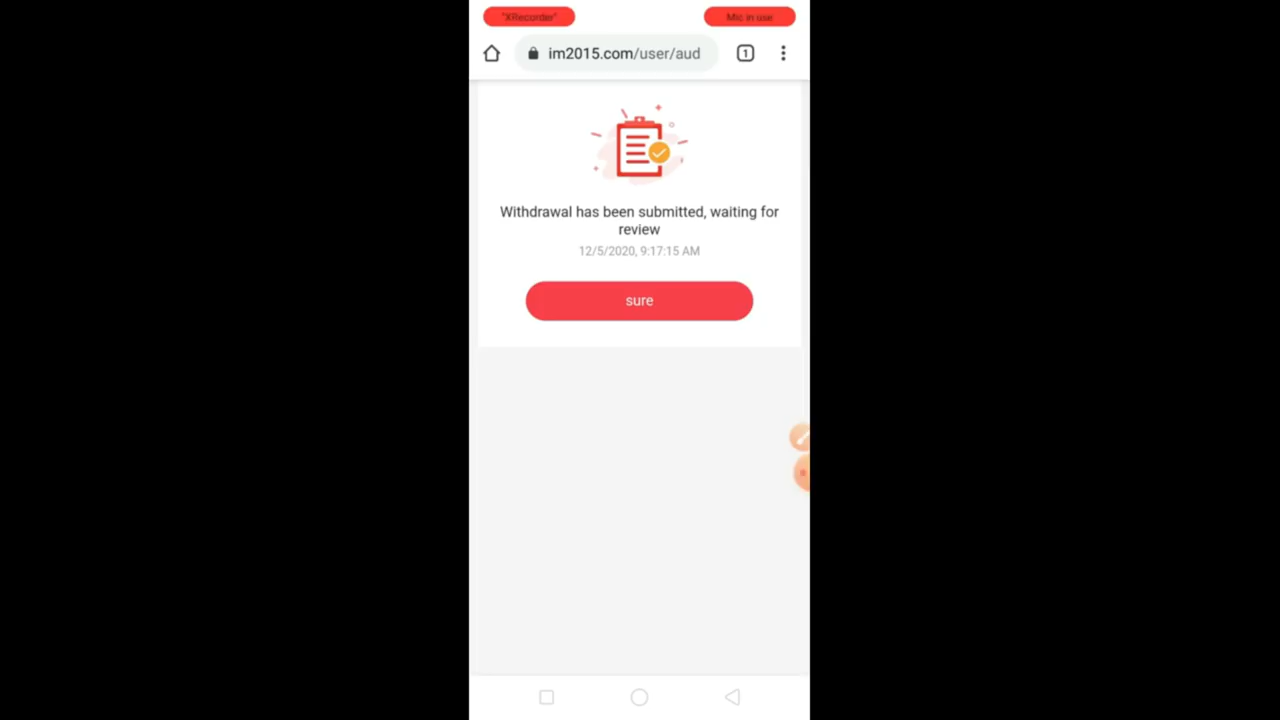 "XRecorder" Mic in use
im2015.com/user/aud 1
Withdrawal has been submitted, waiting for
review
12/5/2020, 9:17:15 AM
sure